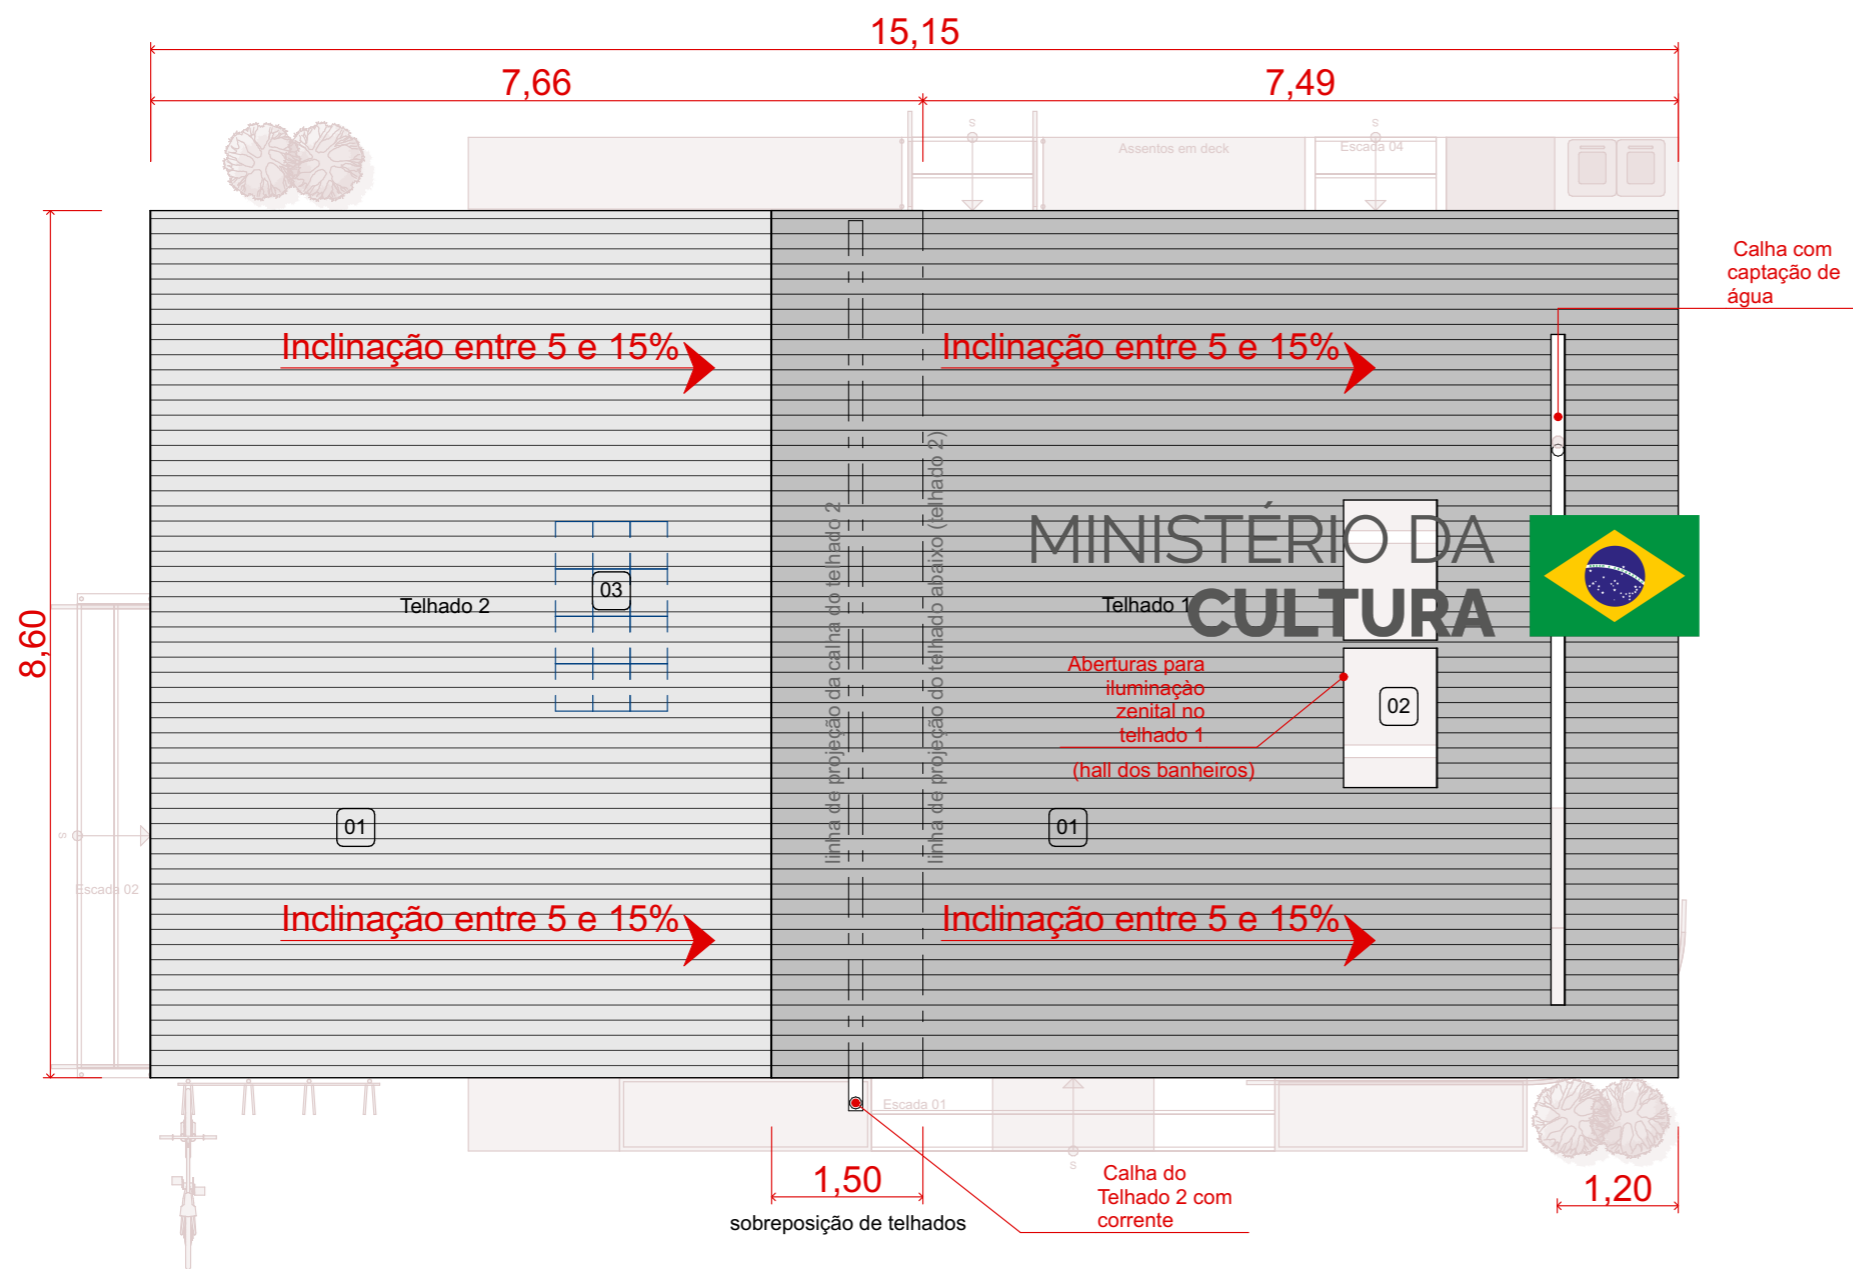 15,15
7,66
7,49
S
S
Assentos em deck
Escada 04
Calha com
captação de
água
Inclinação entre 5 e 15%
Inclinação entre 5 e 15%
linha de projeção da calha do telhado 2
linha de projeção do telhado abaixo (telhado 2)
MINISTÉRIO DA
CULTURA
03
Telhado 2
Telhado 1
8,60
Aberturas para
iluminaçào
zenital no
telhado 1
(hall dos banheiros)
02
01
01
S
Escada 02
Inclinação entre 5 e 15%
Inclinação entre 5 e 15%
Escada 01
S
1,50
sobreposição de telhados
Calha do
Telhado 2 com
corrente
1,20